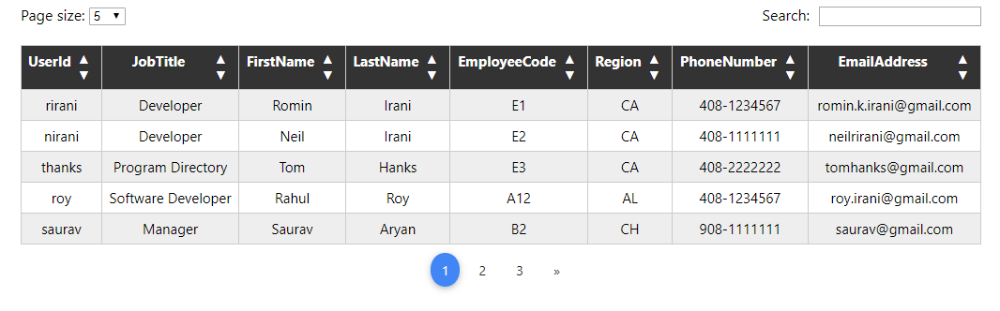 Page size: 5 ▼ Search:
UserId ▲▼ JobTitle ▲▼ FirstName ▲▼ LastName ▲▼ EmployeeCode ▲▼ Region ▲▼ PhoneNumber ▲▼ EmailAddress ▲▼
rirani Developer Romin Irani E1 CA 408-1234567 romin.k.irani@gmail.com
nirani Developer Neil Irani E2 CA 408-1111111 neilrirani@gmail.com
thanks Program Directory Tom Hanks E3 CA 408-2222222 tomhanks@gmail.com
roy Software Developer Rahul Roy A12 AL 408-1234567 roy.irani@gmail.com
saurav Manager Saurav Aryan B2 CH 908-1111111 saurav@gmail.com
1 2 3 »